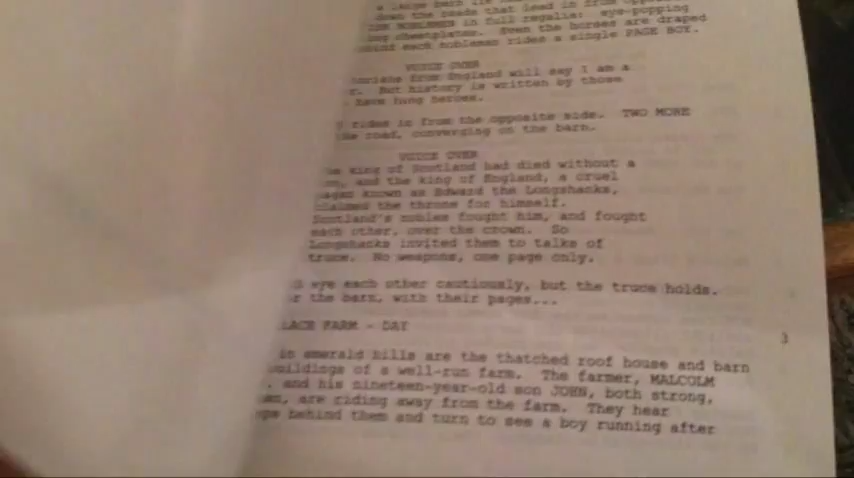 a large barn
down the roads that lead in from
NOBLEMEN in full regalia: eye-popping
chestplates. Even the horses are draped
each nobleman rides a single PAGE BOY.
VOICE OVER
from England will say I am a
But history is written by those
have hung heroes.
rides in from the opposite side. TWO MORE
road, converging on the barn.
VOICE OVER
king of Scotland had died without a
and the king of England, a cruel
known as Edward the Longshanks,
claimed the throne for himself.
Scotland's nobles fought him, and fought
each other, over the crown. So
Longshanks invited them to talks of
truce. No weapons, one page only.
eye each other cautiously, but the truce holds.
the barn, with their pages...
LACE FARM - DAY
3
in emerald hills are the thatched roof house and barn
buildings of a well-run farm. The farmer, MALCOLM
, and his nineteen-year-old son JOHN, both strong,
are riding away from the farm. They hear
behind them and turn to see a boy running after